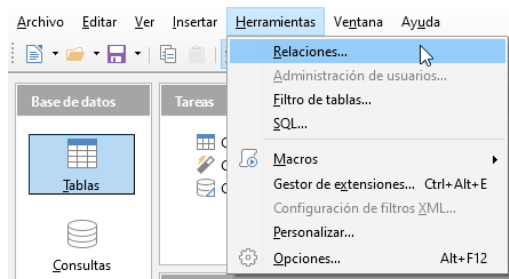 Archivo Editar Ver Insertar Herramientas Ventana Ayuda
Relaciones...
Administración de usuarios...
Filtro de tablas...
SQL...
Macros
Gestor de extensiones... Ctrl+Alt+E
Configuración de filtros XML...
Personalizar...
Opciones... Alt+F12
Base de datos
Tablas
Consultas
Tareas
C
C
C